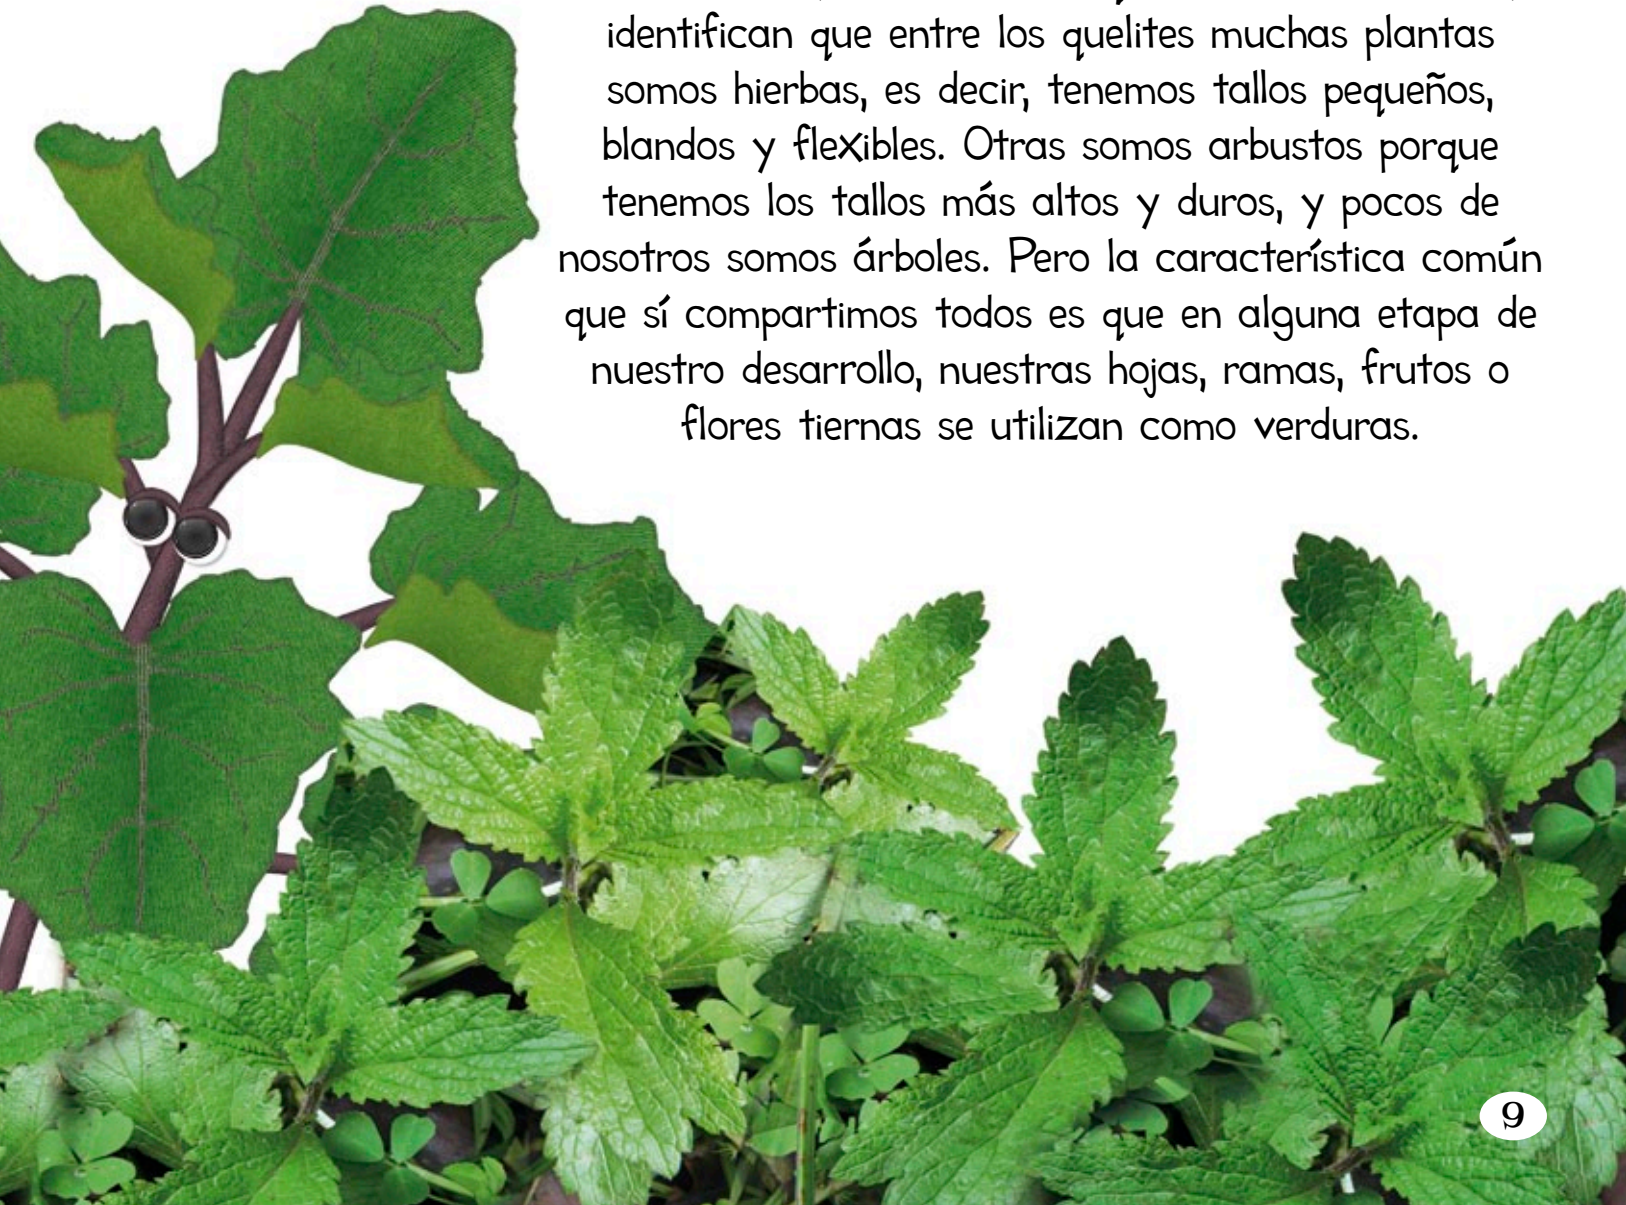 identifican que entre los quelites muchas plantas
somos hierbas, es decir, tenemos tallos pequeños,
blandos y flexibles. Otras somos arbustos porque
tenemos los tallos más altos y duros, y pocos de
nosotros somos árboles. Pero la característica común
que sí compartimos todos es que en alguna etapa de
nuestro desarrollo, nuestras hojas, ramas, frutos o
flores tiernas se utilizan como verduras.
9